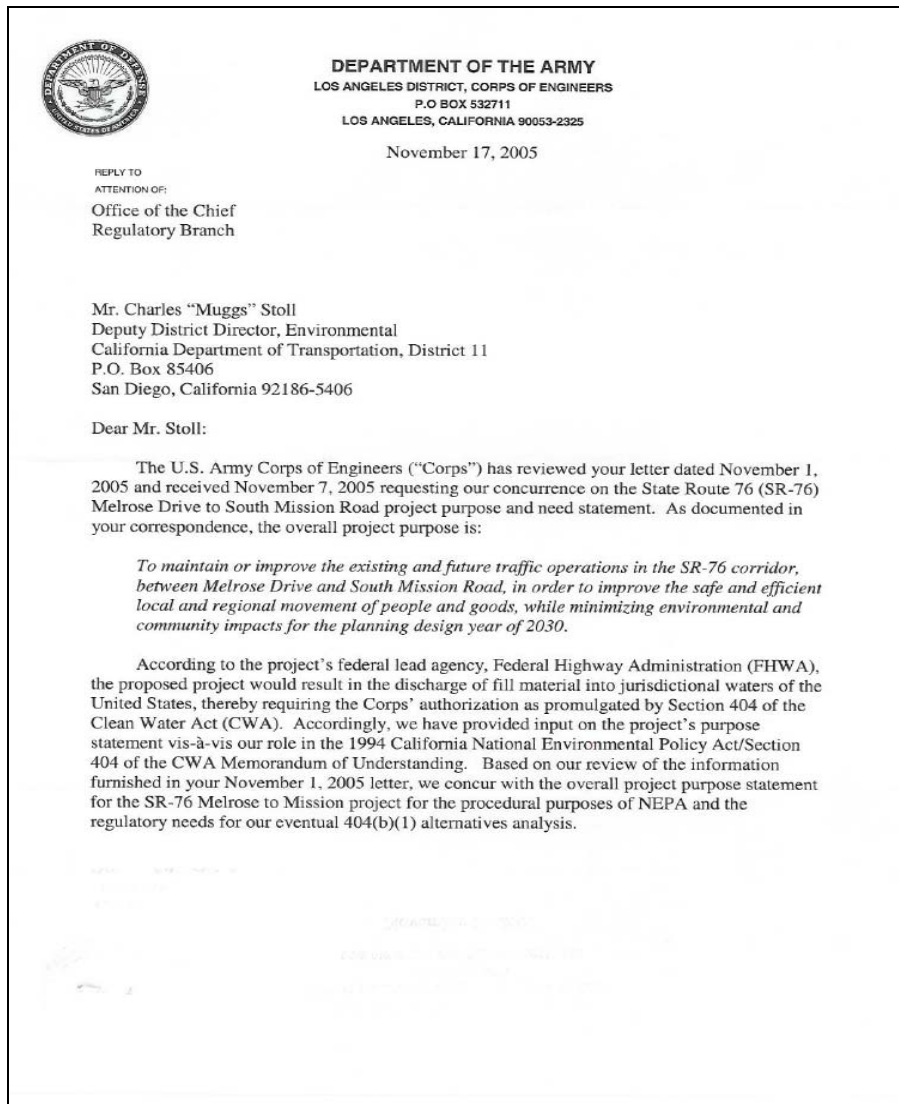 DEPARTMENT OF DEFENSE
UNITED STATES OF AMERICA
DEPARTMENT OF THE ARMY
LOS ANGELES DISTRICT, CORPS OF ENGINEERS
P.O BOX 532711
LOS ANGELES, CALIFORNIA 90053-2325
November 17, 2005
REPLY TO
ATTENTION OF:
Office of the Chief
Regulatory Branch
Mr. Charles “Muggs” Stoll
Deputy District Director, Environmental
California Department of Transportation, District 11
P.O. Box 85406
San Diego, California 92186-5406
Dear Mr. Stoll:
The U.S. Army Corps of Engineers (“Corps”) has reviewed your letter dated November 1,
2005 and received November 7, 2005 requesting our concurrence on the State Route 76 (SR-76)
Melrose Drive to South Mission Road project purpose and need statement. As documented in
your correspondence, the overall project purpose is:
To maintain or improve the existing and future traffic operations in the SR-76 corridor,
between Melrose Drive and South Mission Road, in order to improve the safe and efficient
local and regional movement of people and goods, while minimizing environmental and
community impacts for the planning design year of 2030.
According to the project’s federal lead agency, Federal Highway Administration (FHWA),
the proposed project would result in the discharge of fill material into jurisdictional waters of the
United States, thereby requiring the Corps’ authorization as promulgated by Section 404 of the
Clean Water Act (CWA). Accordingly, we have provided input on the project’s purpose
statement vis-à-vis our role in the 1994 California National Environmental Policy Act/Section
404 of the CWA Memorandum of Understanding. Based on our review of the information
furnished in your November 1, 2005 letter, we concur with the overall project purpose statement
for the SR-76 Melrose to Mission project for the procedural purposes of NEPA and the
regulatory needs for our eventual 404(b)(1) alternatives analysis.